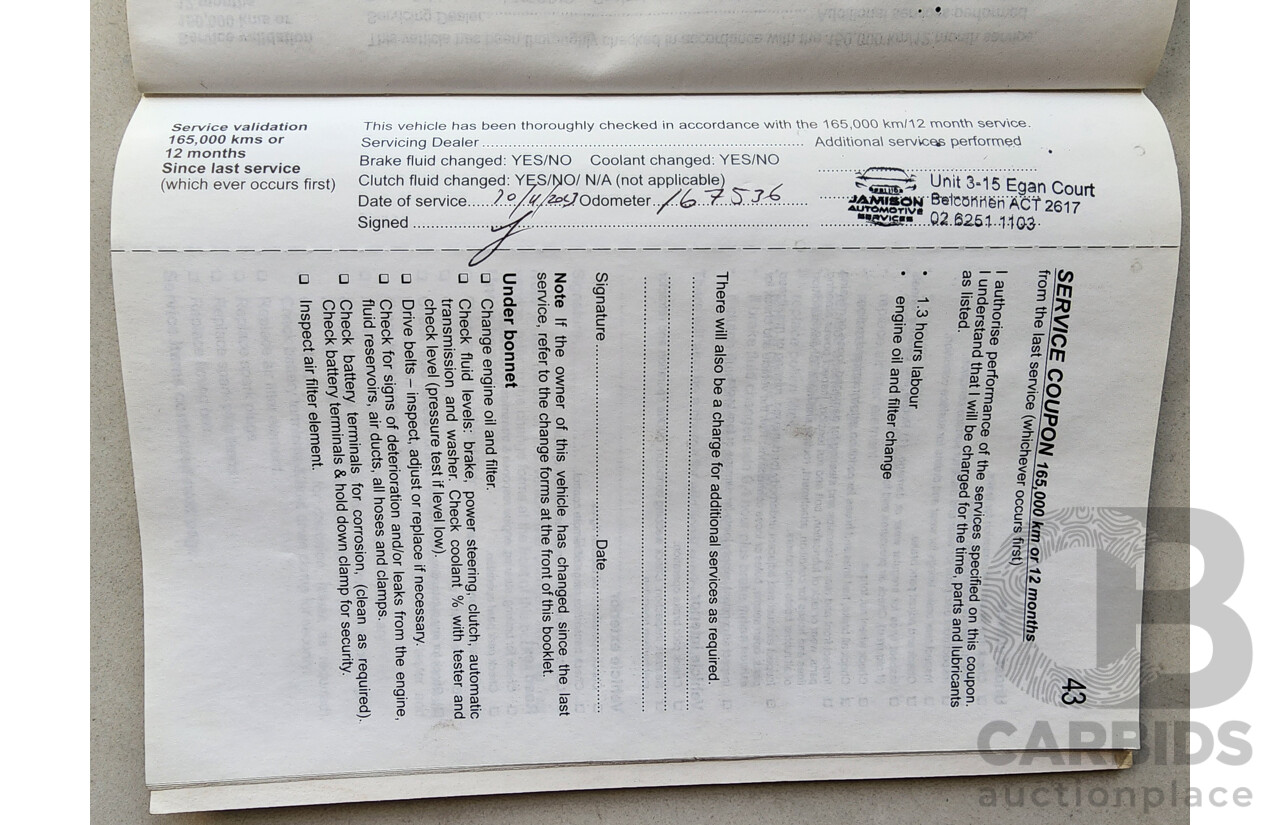 Service validation
165,000 kms or
12 months
Since last service
(which ever occurs first)
This vehicle has been thoroughly checked in accordance with the 165,000 km/12 month service.
Servicing Dealer ........ Additional services performed
Brake fluid changed: YES/NO Coolant changed: YES/NO
Clutch fluid changed: YES/NO/ N/A (not applicable)
Date of service..... Odometer 167536
Signed ........
JAMISON
AUTOMOTIVE
SERVICES
Unit 3-15 Egan Court
Belconnen ACT 2617
02 6251 1103
43
SERVICE COUPON 165,000 km or 12 months
from the last service (whichever occurs first)
I authorise performance of the services specified on this coupon.
I understand that I will be charged for the time, parts and lubricants
as listed.
• 1.3 hours labour
• engine oil and filter change
There will also be a charge for additional services as required.
Signature ........ Date........
Note If the owner of this vehicle has changed since the last
service, refer to the change forms at the front of this booklet.
Under bonnet
❑ Change engine oil and filter.
❑ Check fluid levels: brake, power steering, clutch, automatic
transmission and washer. Check coolant % with tester and
check level (pressure test if level low).
❑ Drive belts – inspect, adjust or replace if necessary.
❑ Check for signs of deterioration and/or leaks from the engine,
fluid reservoirs, air ducts, all hoses and clamps.
❑ Check battery terminals for corrosion, (clean as required).
Check battery terminals & hold down clamp for security.
❑ Inspect air filter element.
CARBIDS
auctionplace